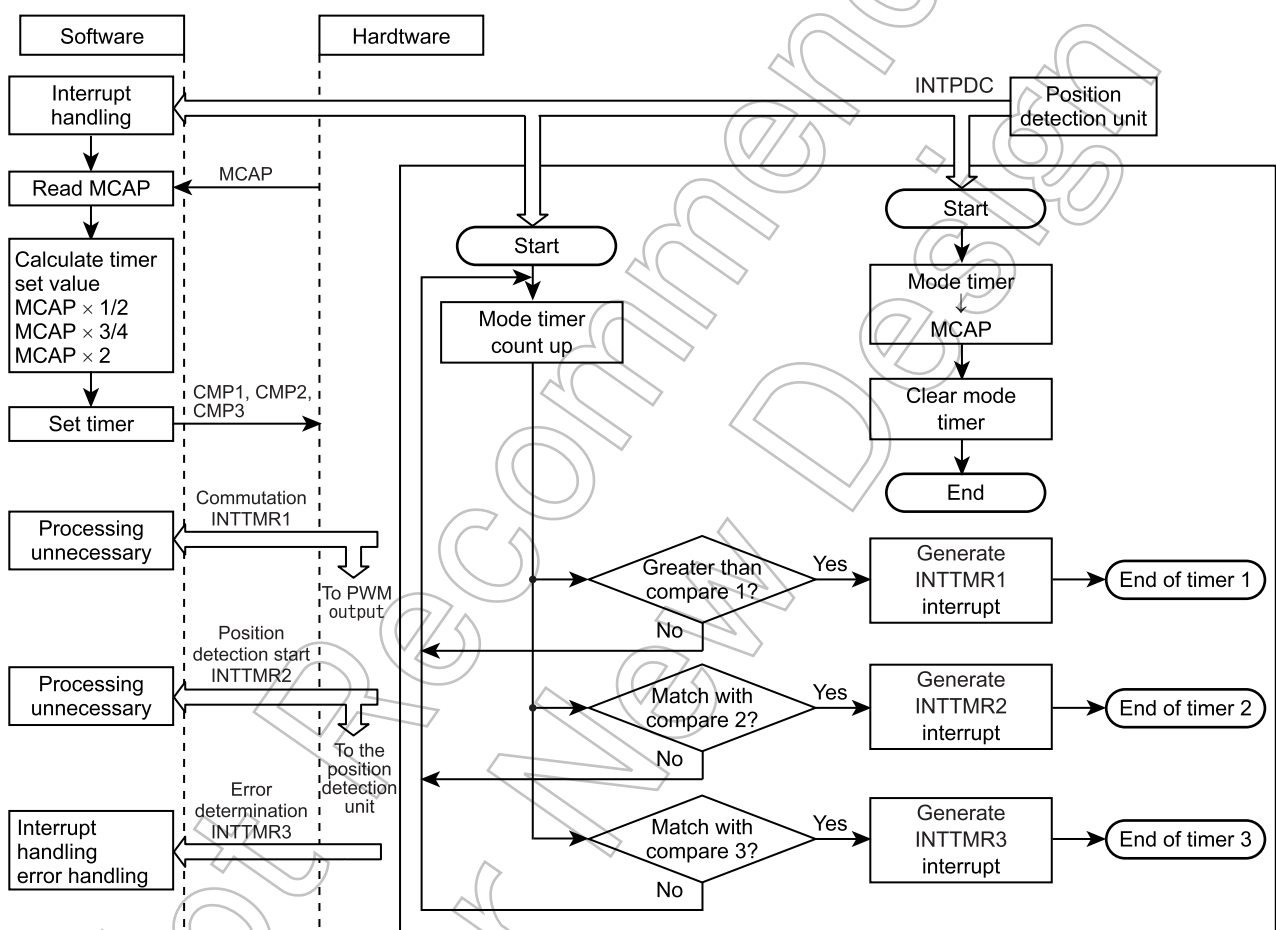 Software
Hardtware
Interrupt
handling
INTPDC
Position
detection unit
Read MCAP
MCAP
Start
Start
Calculate timer
set value
MCAP × 1/2
MCAP × 3/4
MCAP × 2
Mode timer
↓
MCAP
Mode timer
count up
Clear mode
timer
Set timer
CMP1, CMP2,
CMP3
End
Commutation
INTTMR1
Processing
unnecessary
To PWM
output
Greater than
compare 1?
Yes
No
Generate
INTTMR1
interrupt
End of timer 1
Position
detection start
INTTMR2
Processing
unnecessary
To the
position
detection
unit
Match with
compare 2?
Yes
No
Generate
INTTMR2
interrupt
End of timer 2
Error
determination
INTTMR3
Interrupt
handling
error handling
Match with
compare 3?
Yes
No
Generate
INTTMR3
interrupt
End of timer 3
New Design